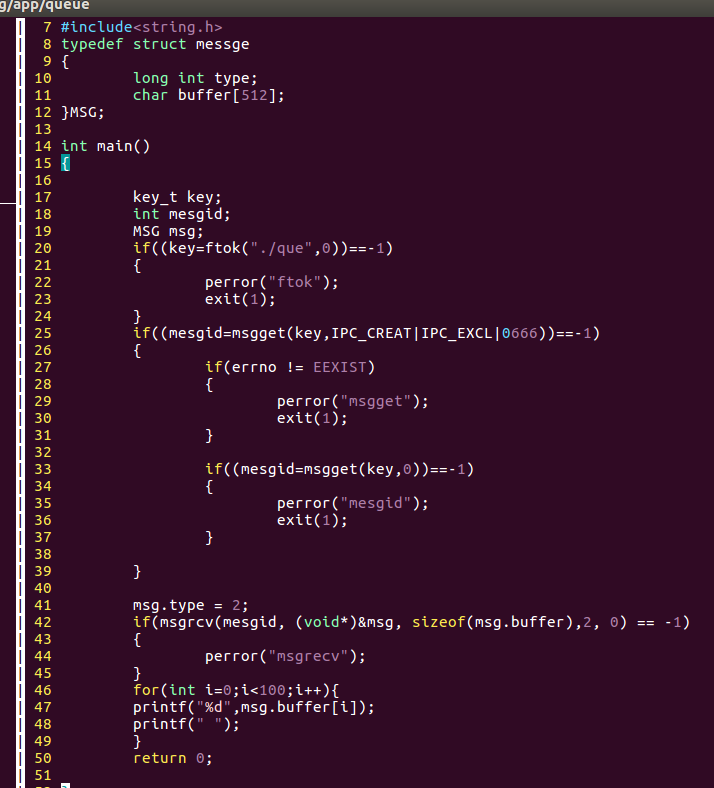 g/app/queue
7 #include<string.h>
8 typedef struct messge
9 {
10 long int type;
11 char buffer[512];
12 }MSG;
13
14 int main()
15 {
16
17 key_t key;
18 int mesgid;
19 MSG msg;
20 if((key=ftok("./que",0))==-1)
21 {
22 perror("ftok");
23 exit(1);
24 }
25 if((mesgid=msgget(key,IPC_CREAT|IPC_EXCL|0666))==-1)
26 {
27 if(errno != EEXIST)
28 {
29 perror("msgget");
30 exit(1);
31 }
32
33 if((mesgid=msgget(key,0))==-1)
34 {
35 perror("mesgid");
36 exit(1);
37 }
38
39 }
40
41 msg.type = 2;
42 if(msgrcv(mesgid, (void*)&msg, sizeof(msg.buffer),2, 0) == -1)
43 {
44 perror("msgrecv");
45 }
46 for(int i=0;i<100;i++){
47 printf("%d",msg.buffer[i]);
48 printf(" ");
49 }
50 return 0;
51